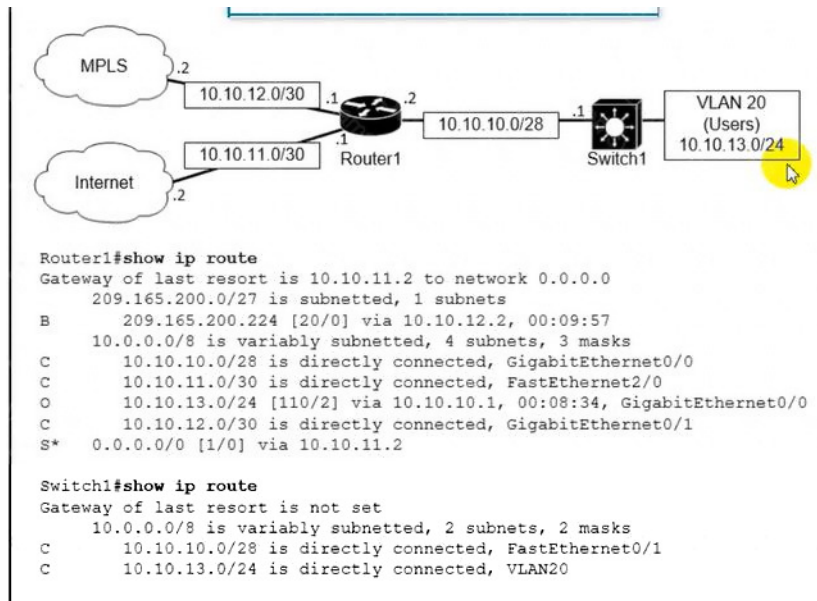 MPLS
.2
10.10.12.0/30
.1
.2
10.10.10.0/28
.1
VLAN 20
(Users)
10.10.13.0/24
.1
10.10.11.0/30
Router1
Switch1
Internet
.2
Router1#show ip route
Gateway of last resort is 10.10.11.2 to network 0.0.0.0
209.165.200.0/27 is subnetted, 1 subnets
B 209.165.200.224 [20/0] via 10.10.12.2, 00:09:57
10.0.0.0/8 is variably subnetted, 4 subnets, 3 masks
C 10.10.10.0/28 is directly connected, GigabitEthernet0/0
C 10.10.11.0/30 is directly connected, FastEthernet2/0
O 10.10.13.0/24 [110/2] via 10.10.10.1, 00:08:34, GigabitEthernet0/0
C 10.10.12.0/30 is directly connected, GigabitEthernet0/1
S* 0.0.0.0/0 [1/0] via 10.10.11.2
Switch1#show ip route
Gateway of last resort is not set
10.0.0.0/8 is variably subnetted, 2 subnets, 2 masks
C 10.10.10.0/28 is directly connected, FastEthernet0/1
C 10.10.13.0/24 is directly connected, VLAN20